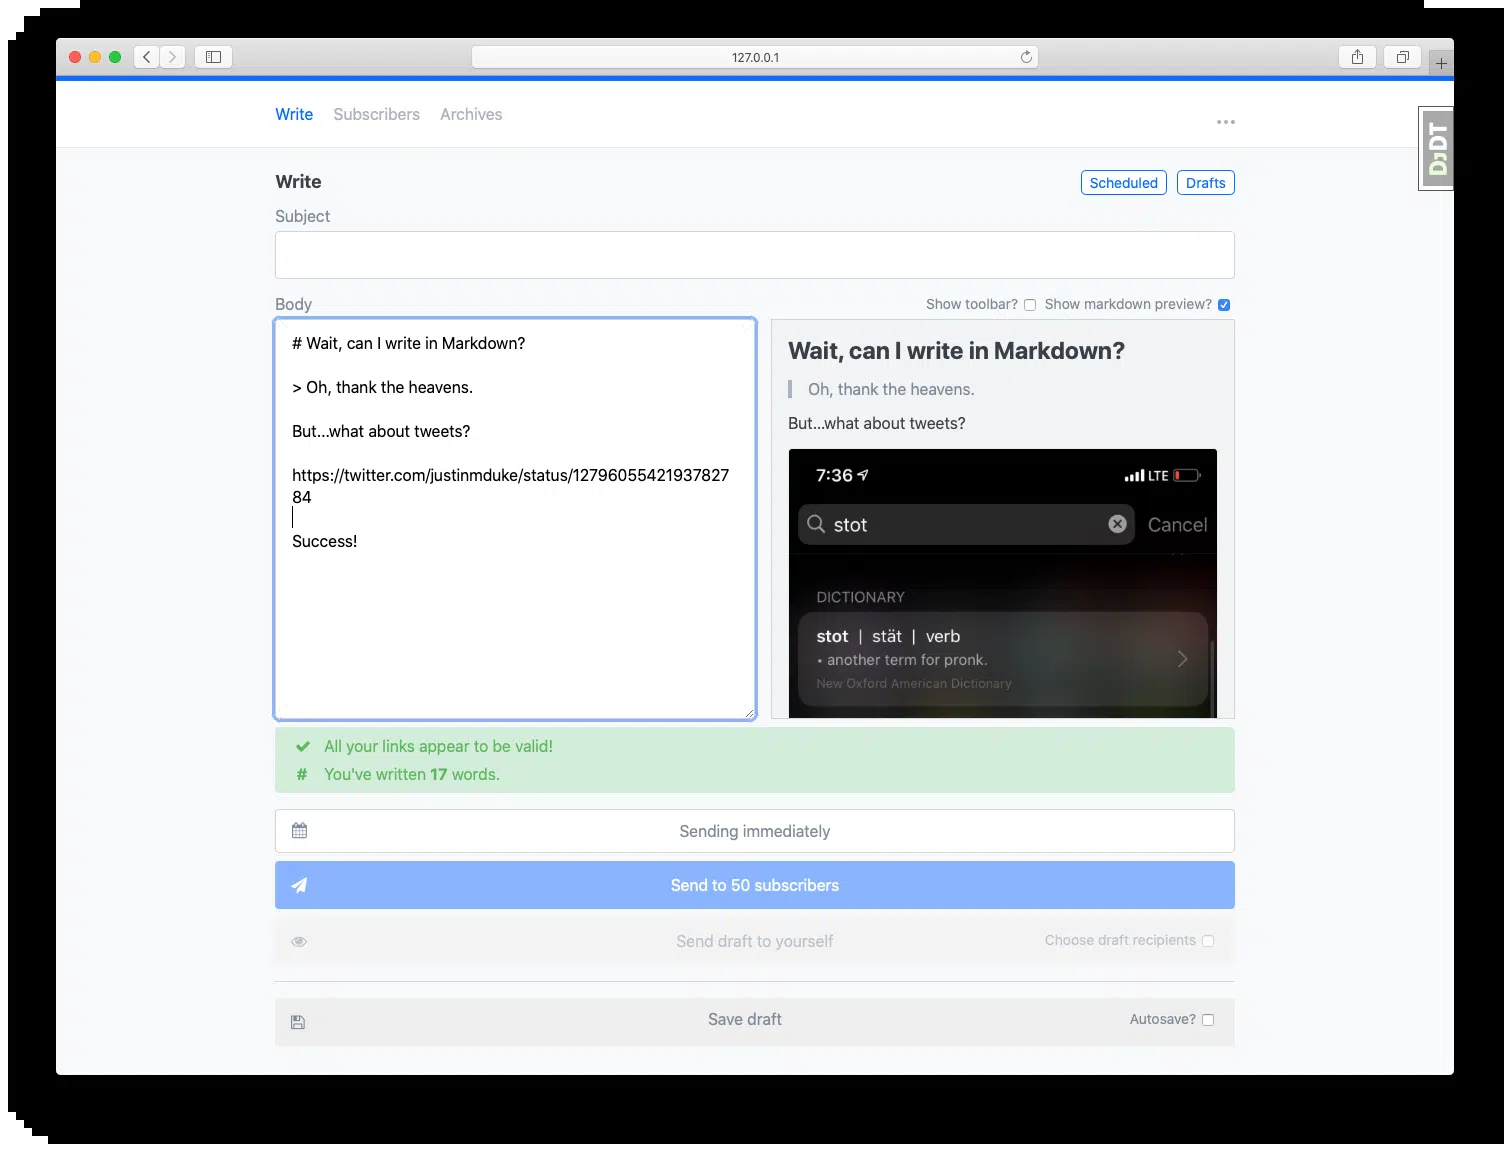 127.0.0.1
Write Subscribers Archives
DjDT
Write Scheduled Drafts
Subject
Body Show toolbar? Show markdown preview?
# Wait, can I write in Markdown?
> Oh, thank the heavens.
But...what about tweets?
https://twitter.com/justinmduke/status/12796055421937827
84
Success!
Wait, can I write in Markdown?
Oh, thank the heavens.
But...what about tweets?
7:36 LTE
stot Cancel
DICTIONARY
stot | stät | verb
• another term for pronk.
New Oxford American Dictionary
All your links appear to be valid!
# You've written 17 words.
Sending immediately
Send to 50 subscribers
Send draft to yourself Choose draft recipients
Save draft Autosave?